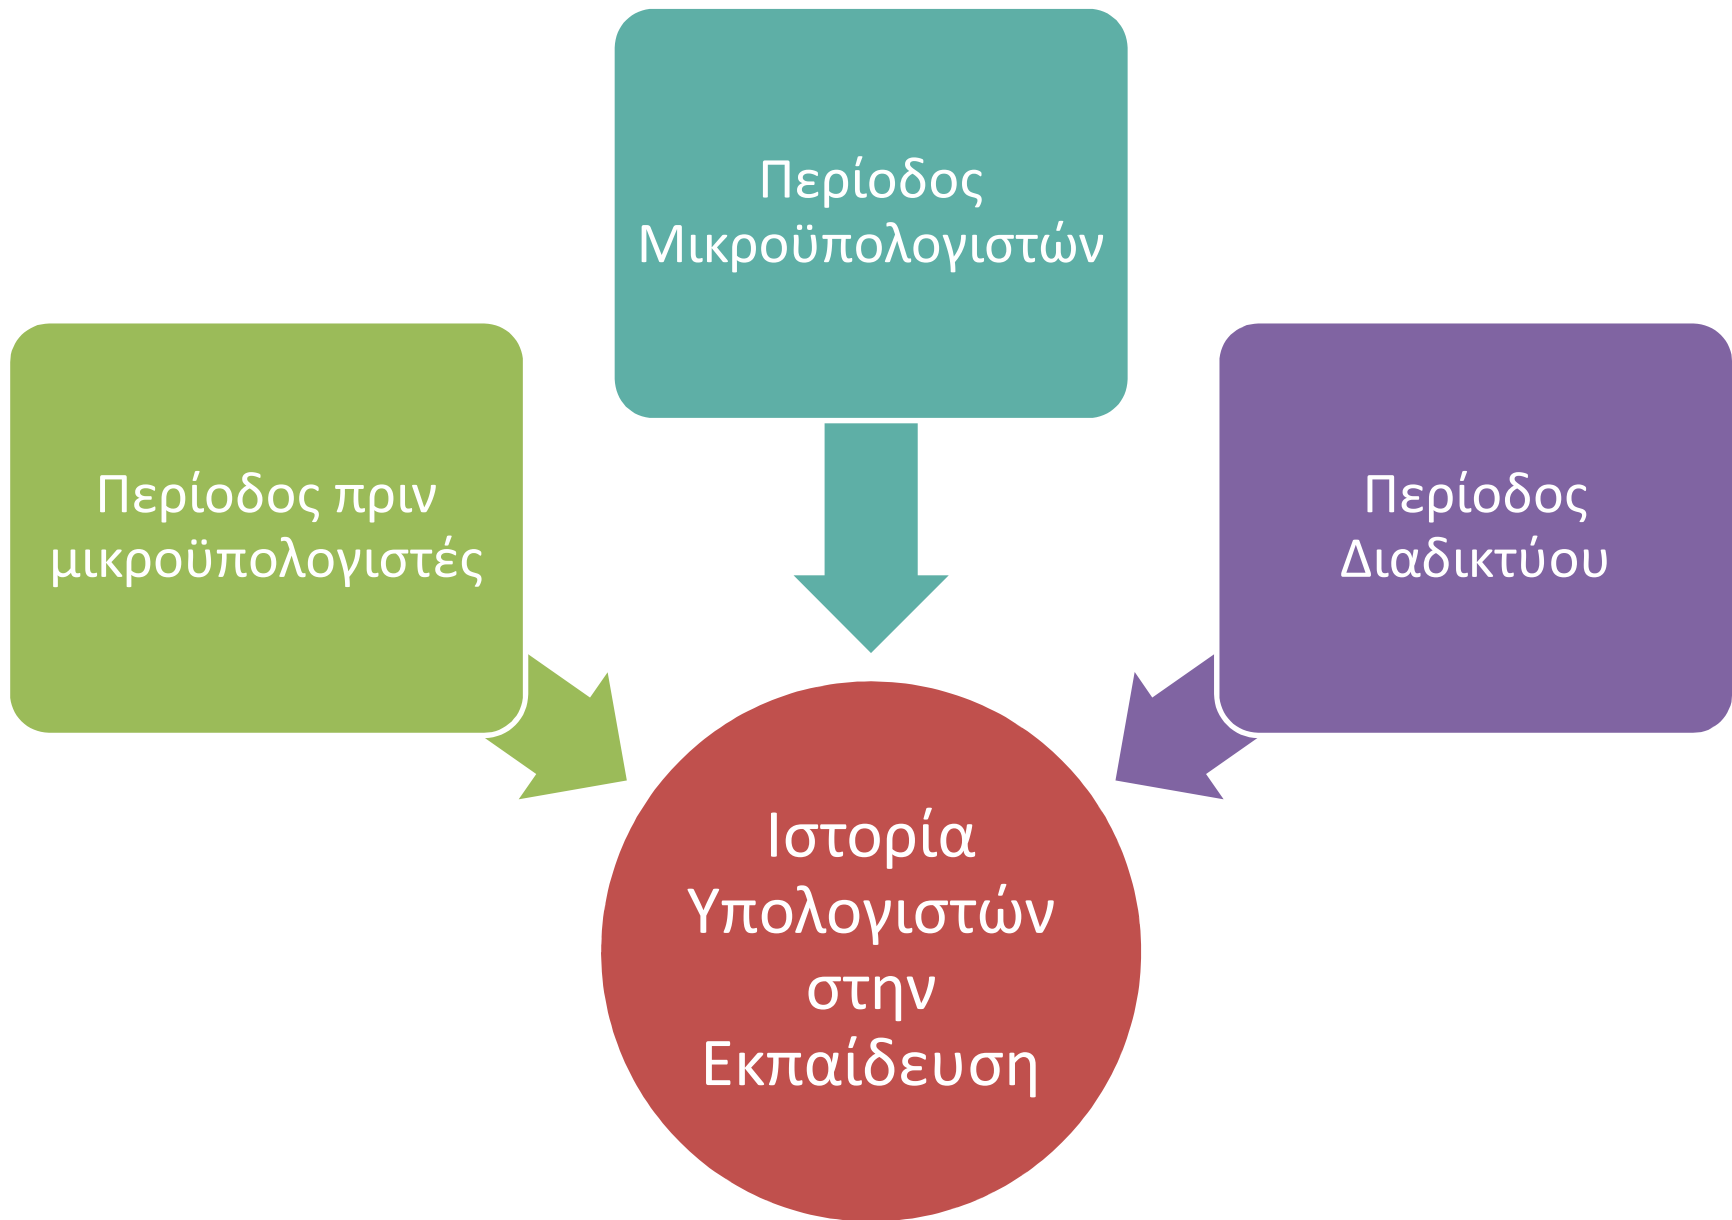 Περίοδος
Μικροϋπολογιστών
Περίοδος πριν
μικροϋπολογιστές
Περίοδος
Διαδικτύου
Ιστορία
Υπολογιστών
στην
Εκπαίδευση